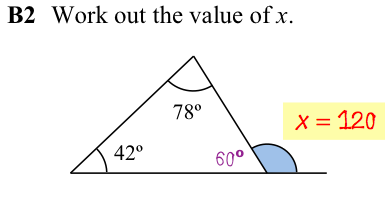 B2 Work out the value of x.
78º
x = 120
42º
60º